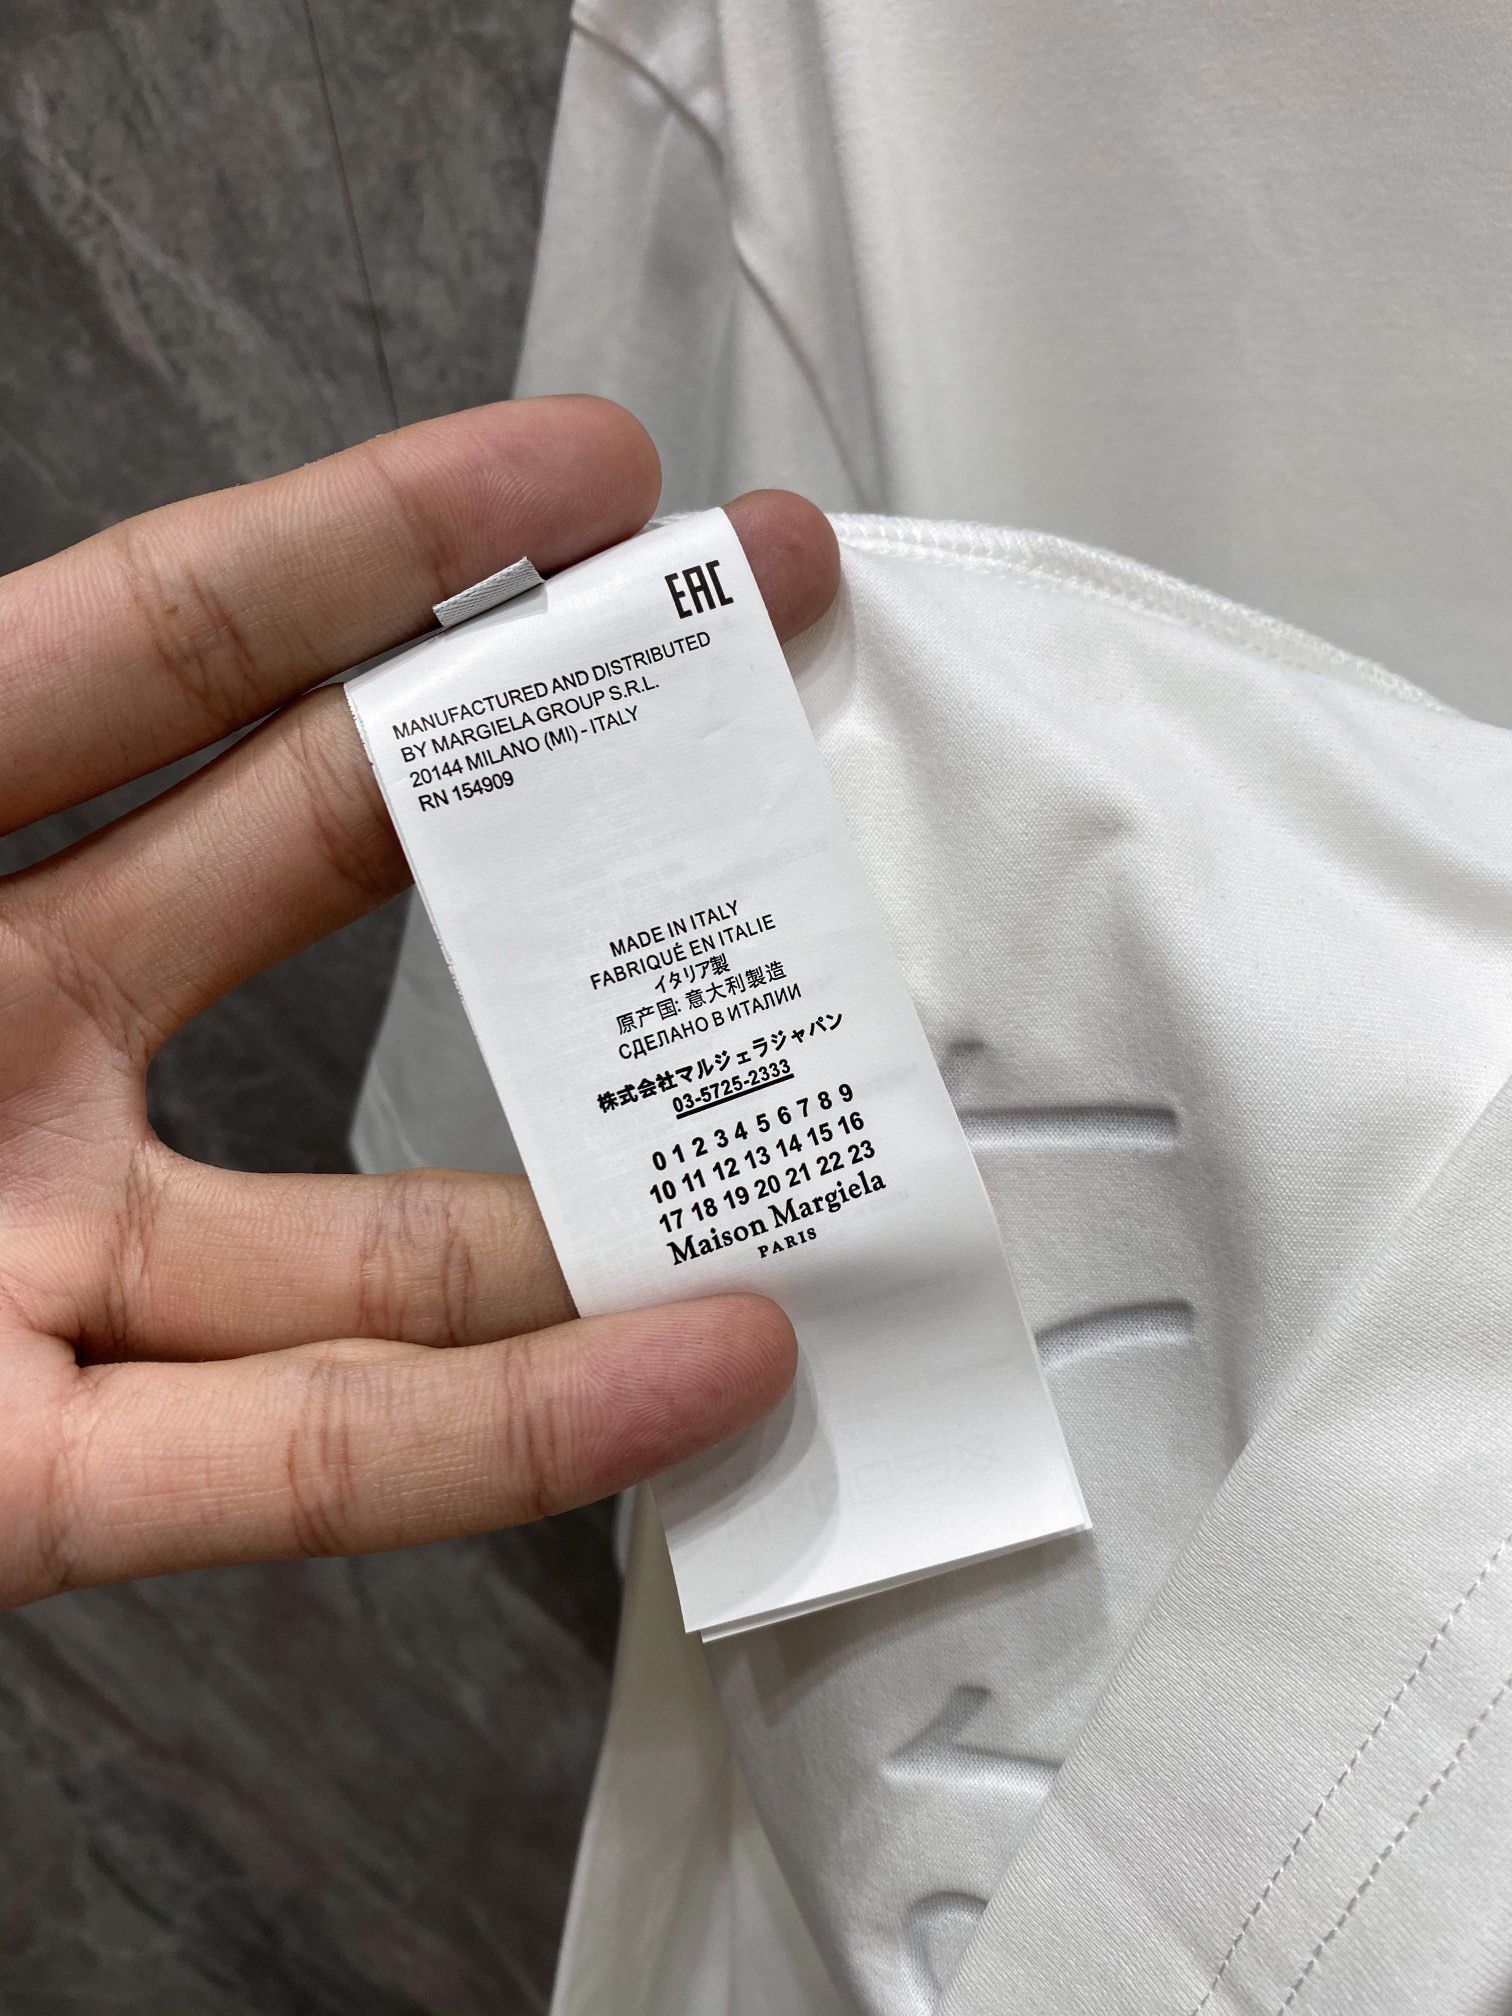 EAC
MANUFACTURED AND DISTRIBUTED
BY MARGIELA GROUP S.R.L.
20144 MILANO (MI) - ITALY
RN 154909
MADE IN ITALY
FABRIQUÉ EN ITALIE
イタリア製
原产国: 意大利製造
СДЕЛАНО В ИТАЛИИ
株式会社マルジェラジャパン
03-5725-2333
0 1 2 3 4 5 6 7 8 9
10 11 12 13 14 15 16
17 18 19 20 21 22 23
Maison Margiela
PARIS